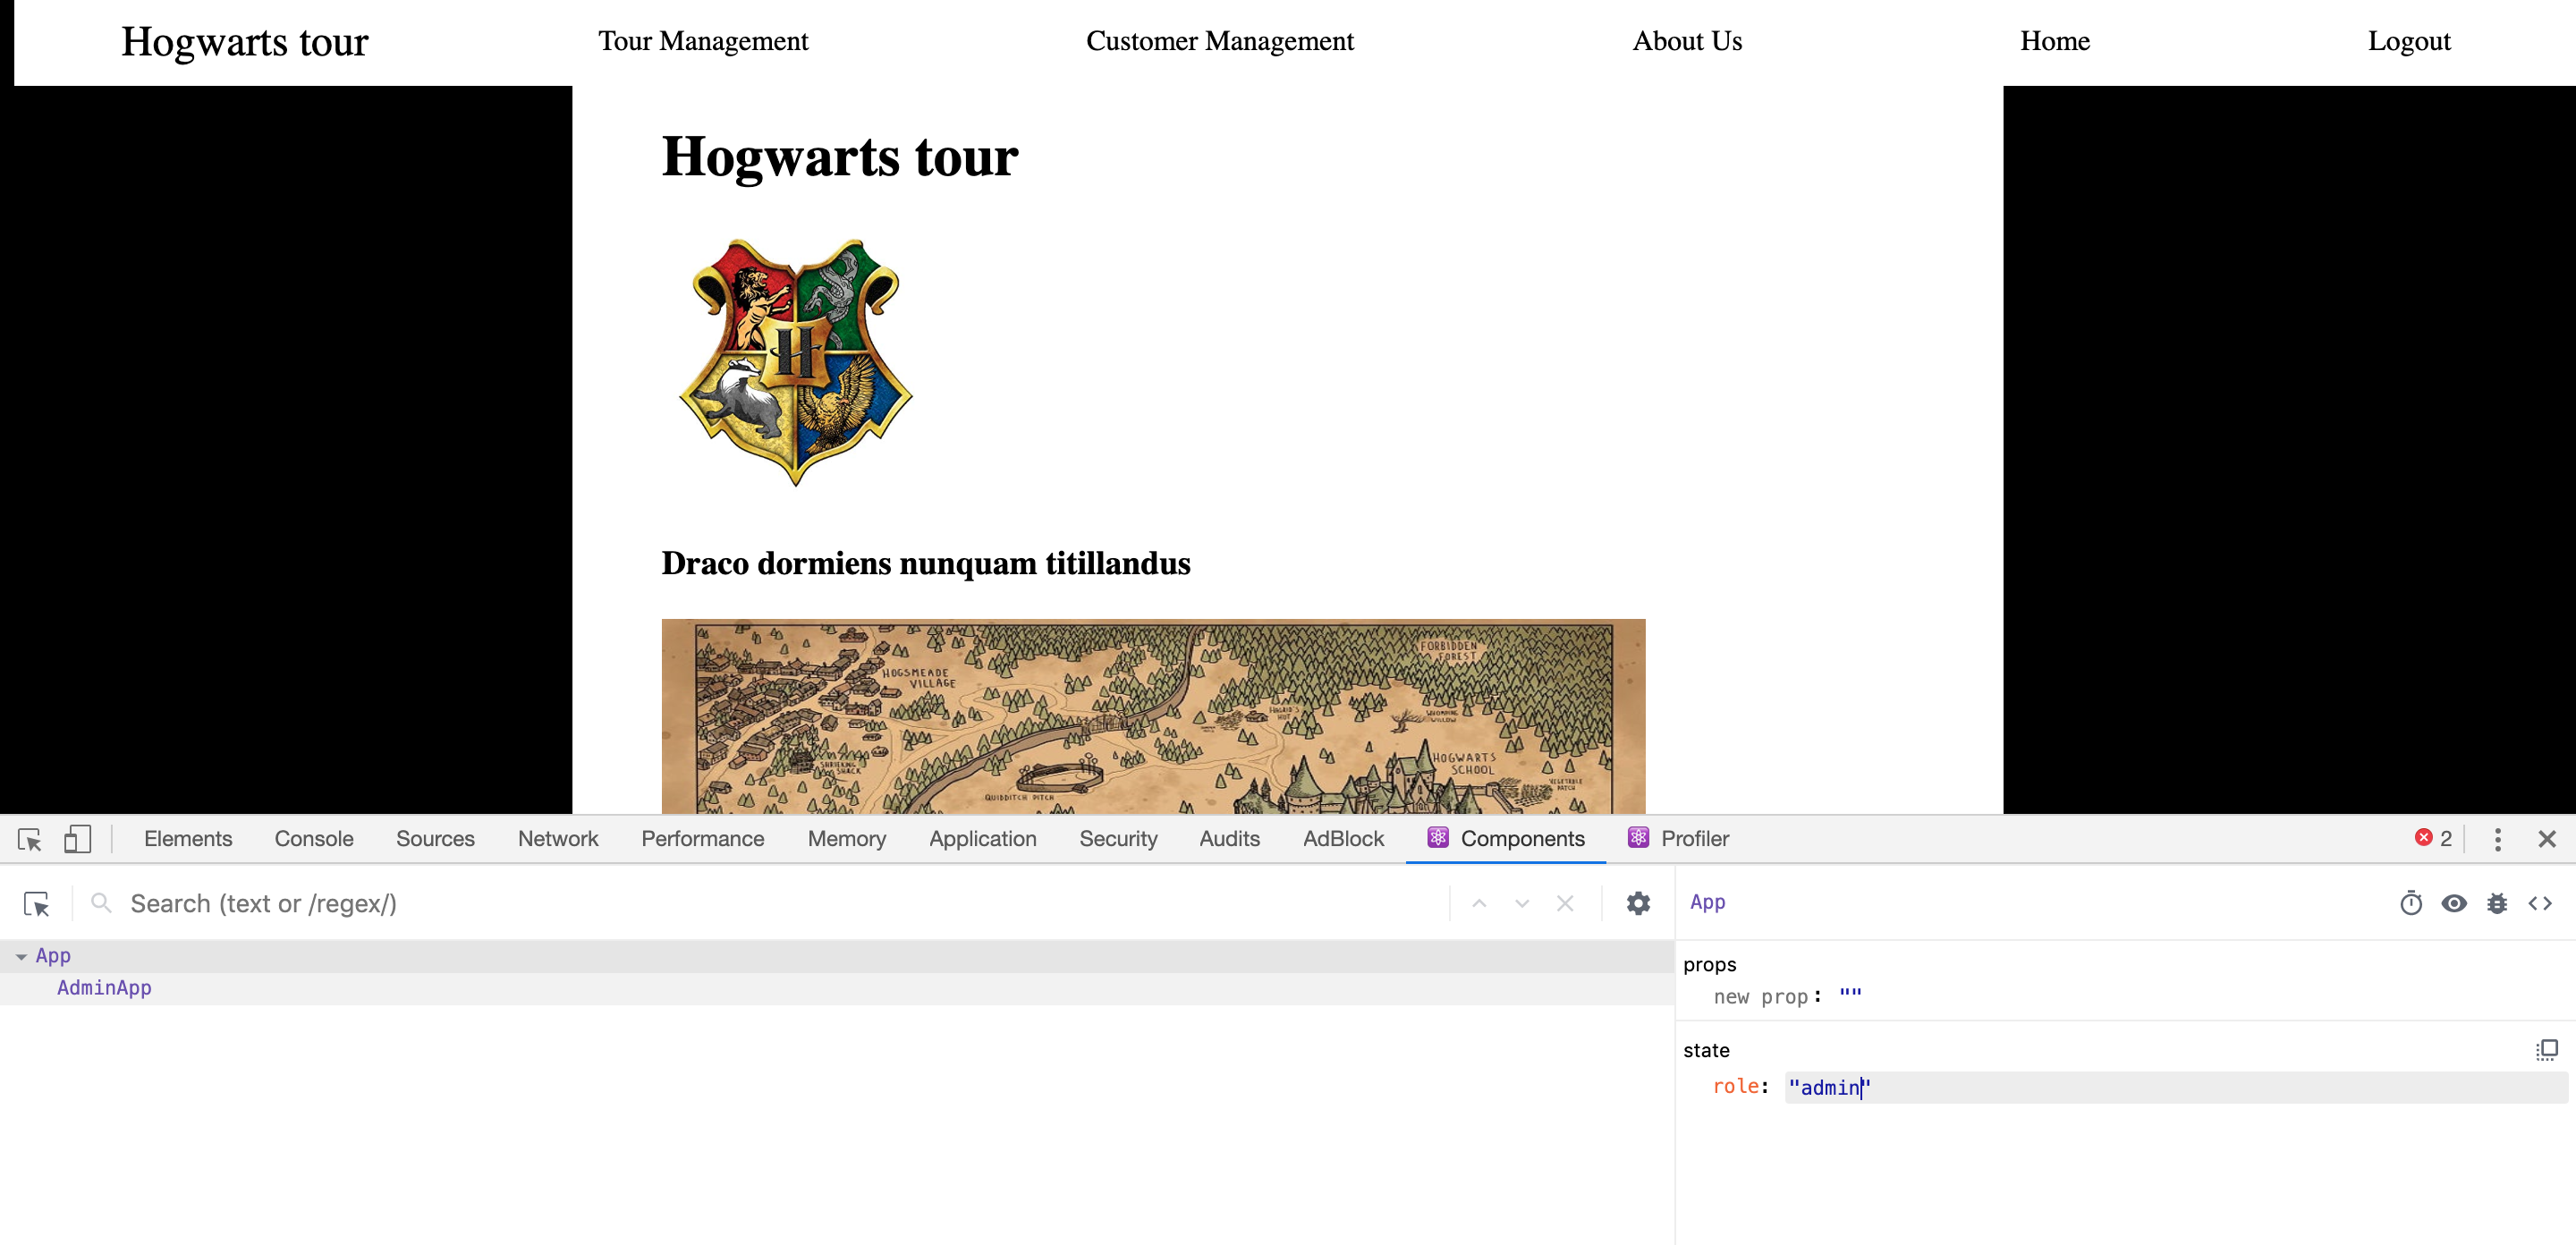 Hogwarts tour Tour Management Customer Management About Us Home Logout
Hogwarts tour
H
Draco dormiens nunquam titillandus
FORBIDDEN
FOREST
HOGSMEADE
VILLAGE
HAGRID'S
HUT
WHOMPING
WILLOW
SHRIEKING
SHACK
HOGWARTS
SCHOOL
QUIDDITCH PITCH
VEGETABLE
PATCH
Elements Console Sources Network Performance Memory Application Security Audits AdBlock Components Profiler 2
Search (text or /regex/)
App
AdminApp
App
props
new prop: ""
state
role: "admin"